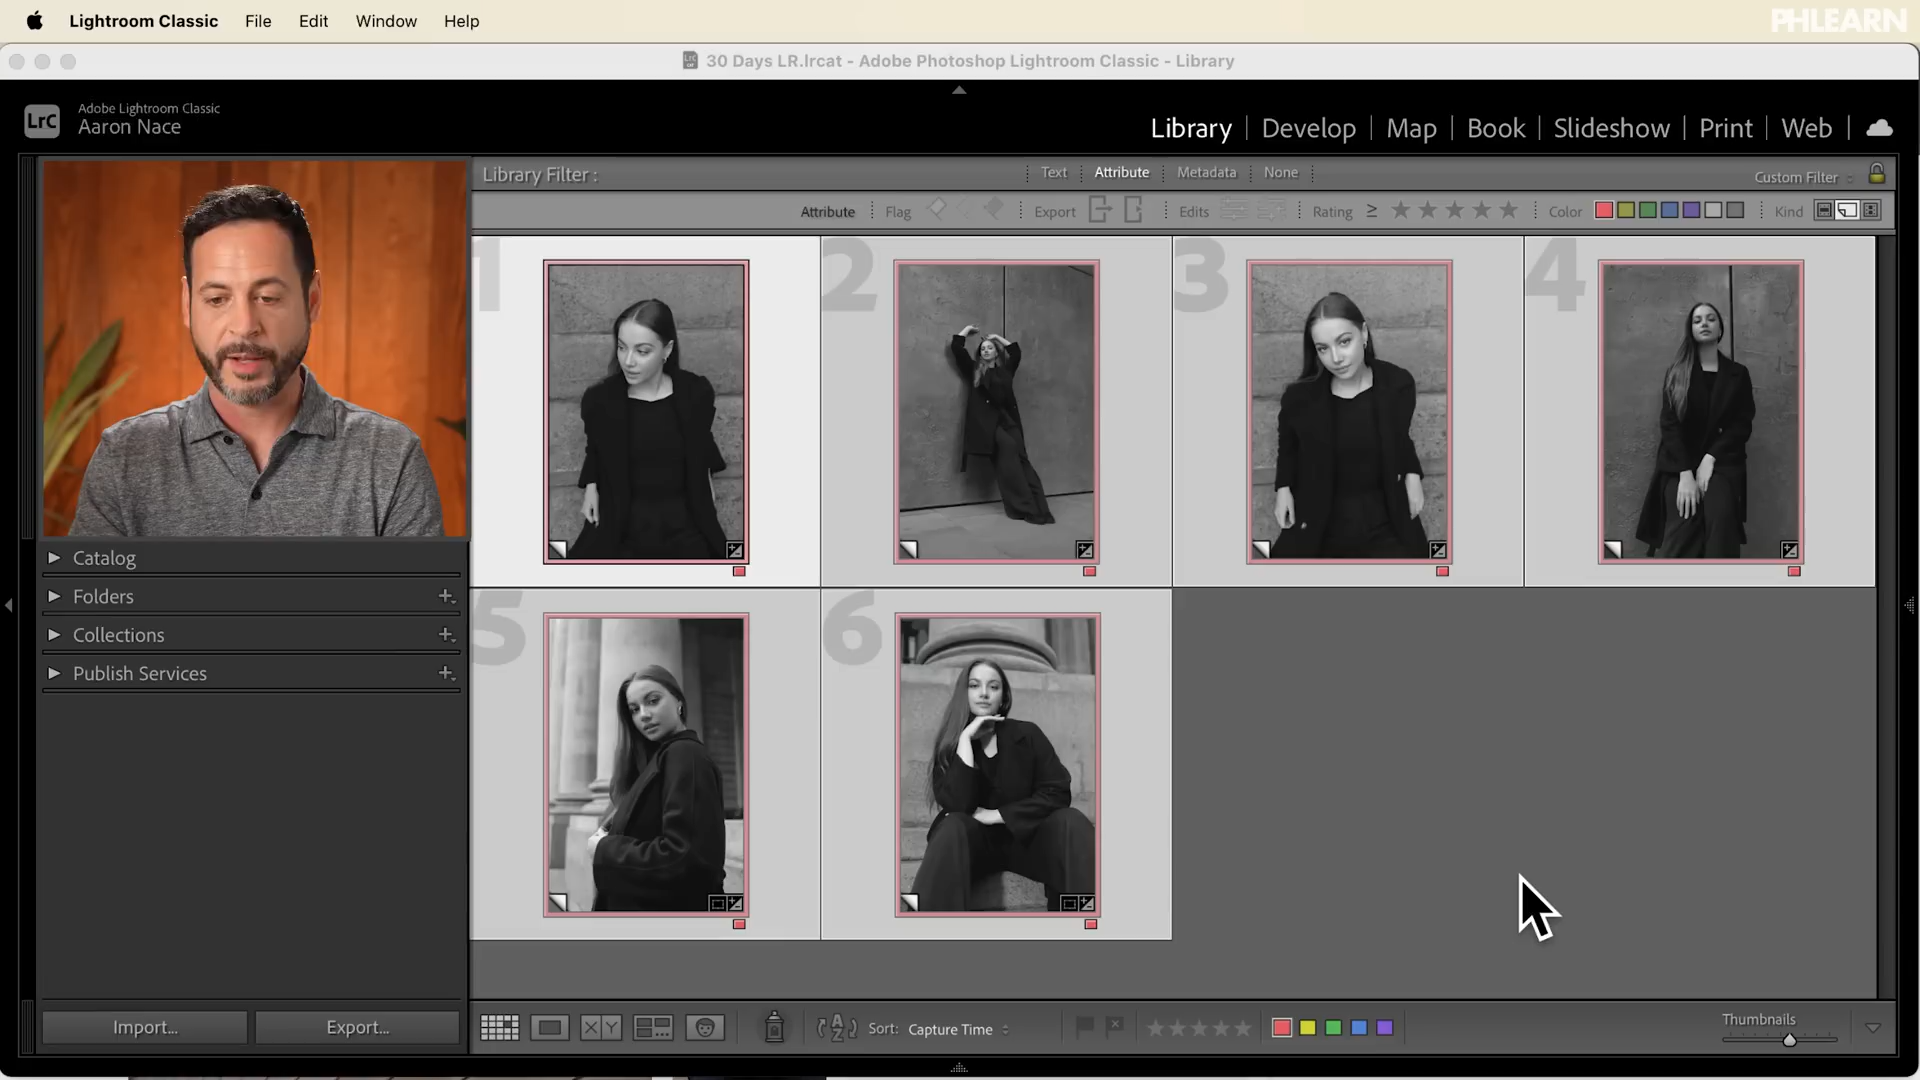 Lightroom Classic File Edit Window Help
PHLEARN
30 Days LR.lrcat - Adobe Photoshop Lightroom Classic - Library
LrC
Adobe Lightroom Classic
Aaron Nace
Library Develop Map Book Slideshow Print Web
Library Filter : Text Attribute Metadata None Custom Filter
Attribute Flag Export Edits Rating ≥ Color Kind
1 2 3 4
5 6
Catalog
Folders
Collections
Publish Services
Import... Export...
X Y
A Z Sort: Capture Time
Thumbnails